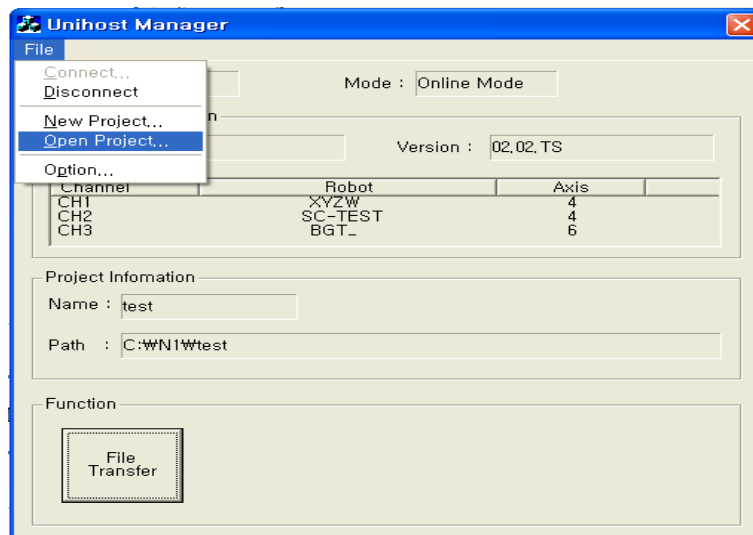 Unihost Manager
File
Connect...
Mode : Online Mode
Disconnect
New Project...
n
Open Project...
Version : 02.02.TS
Option...
Channel Robot Axis
CH1 XYZW 4
CH2 SC-TEST 4
CH3 BGT_ 6
Project Infomation
Name : test
Path : C:₩N1₩test
Function
File
Transfer